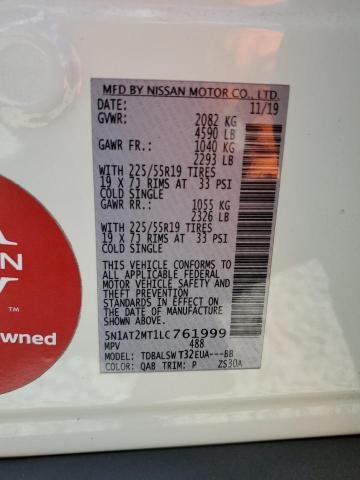 MFD BY NISSAN MOTOR CO., LTD.
DATE: 11/19
GVWR: 2082 KG
4590 LB
GAWR FR.: 1040 KG
2293 LB
WITH 225/55R19 TIRES
19 X 7J RIMS AT 33 PSI
COLD SINGLE
GAWR RR.: 1055 KG
2326 LB
WITH 225/55R19 TIRES
19 X 7J RIMS AT 33 PSI
COLD SINGLE
THIS VEHICLE CONFORMS TO
ALL APPLICABLE FEDERAL
MOTOR VEHICLE SAFETY AND
THEFT PREVENTION
STANDARDS IN EFFECT ON THE
DATE OF MANUFACTURE
SHOWN ABOVE.
5N1AT2MT1LC761999
MPV 488
MODEL: TDBALSWT32EUA---BB
COLOR: QAB TRIM: P ZS30A
N
™
wned